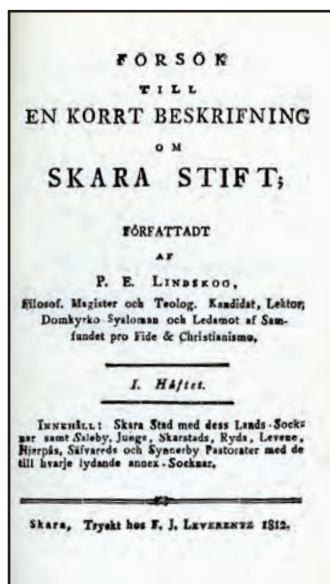 FÖRSÖK
TILL
EN KORRT BESKRIFNING
OM
SKARA STIFT;
FÖRFATTADT
AF
P. E. LINDSKOG,
Filosof. Magister och Teolog. Kandidat, Lektor,
Domkyrko Syssloman och Ledamot af Sam-
fundet pro Fide & Christianismo.
I. Häftet.
INNEHÅLL: Skara Stad med dess Lands-Sock-
nar samt Saleby, Jungs, Skarstads, Ryda, Levene,
Hjerpås, Säfvareds och Synnerby Pastorater med de
till hvarje lydande annex-Socknar.
Skara, Tryckt hos F. J. LEVERENTZ 1812.